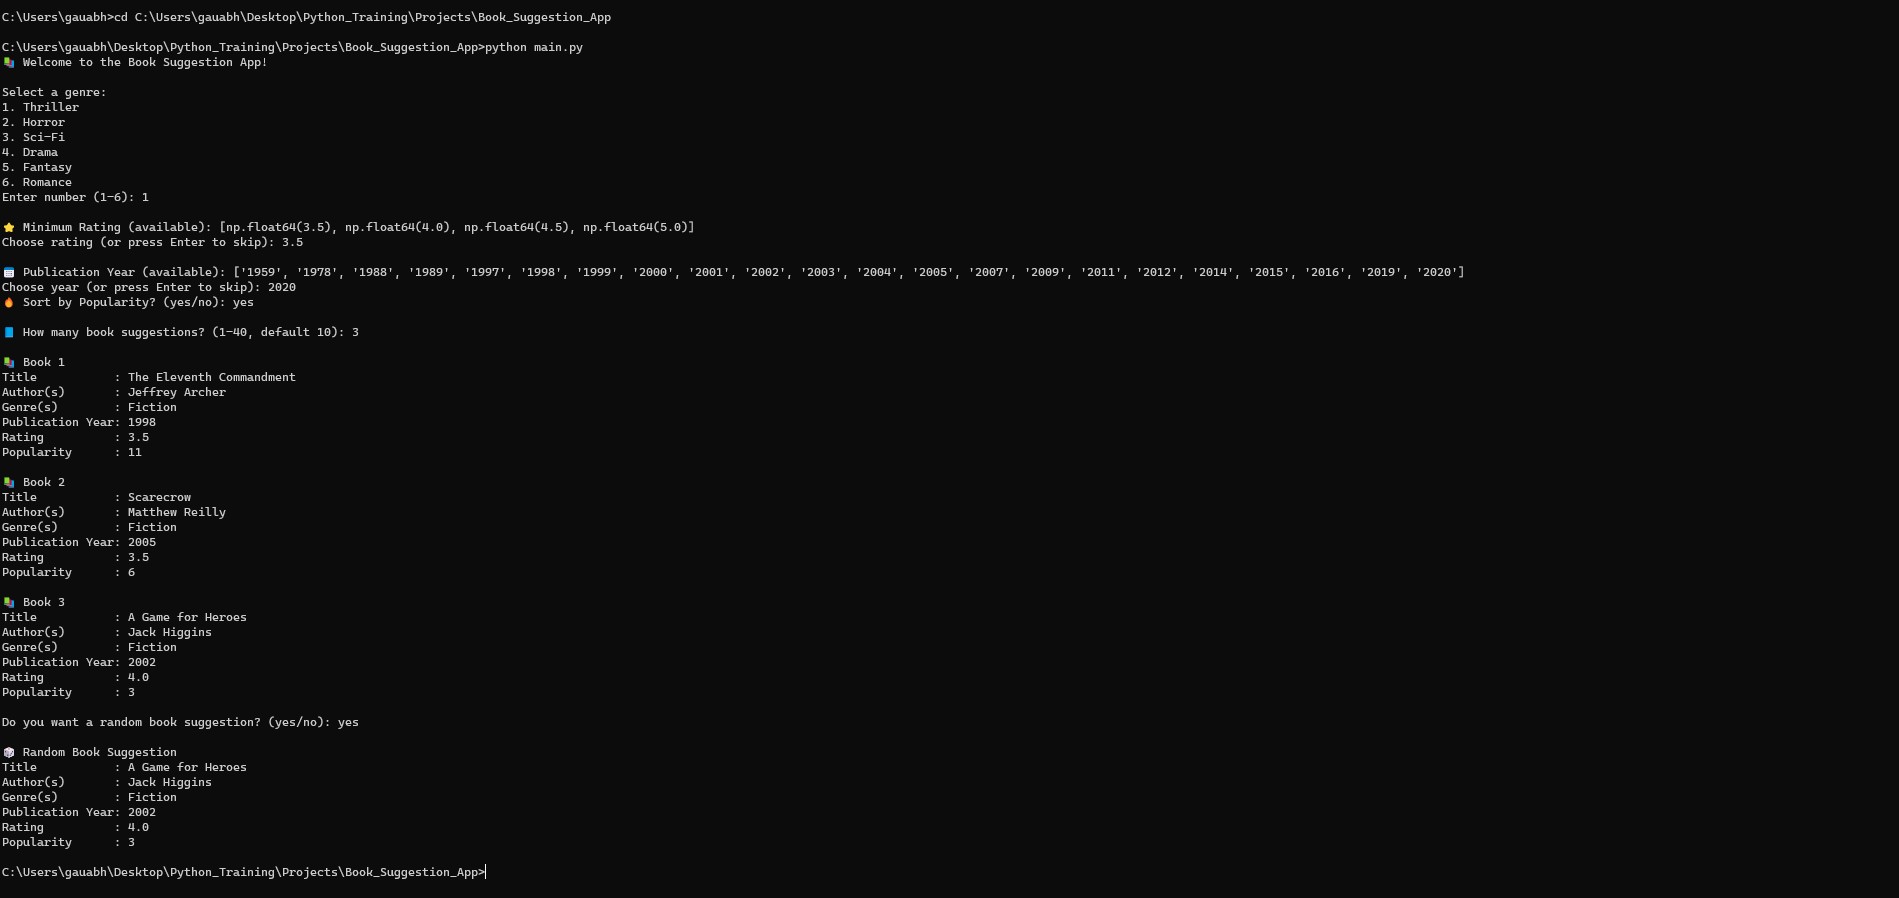 C:\Users\gauabh>cd C:\Users\gauabh\Desktop\Python_Training\Projects\Book_Suggestion_App
C:\Users\gauabh\Desktop\Python_Training\Projects\Book_Suggestion_App>python main.py
📚 Welcome to the Book Suggestion App!
Select a genre:
1. Thriller
2. Horror
3. Sci-Fi
4. Drama
5. Fantasy
6. Romance
Enter number (1-6): 1
⭐ Minimum Rating (available): [np.float64(3.5), np.float64(4.0), np.float64(4.5), np.float64(5.0)]
Choose rating (or press Enter to skip): 3.5
📅 Publication Year (available): ['1959', '1978', '1988', '1989', '1997', '1998', '1999', '2000', '2001', '2002', '2003', '2004', '2005', '2007', '2009', '2011', '2012', '2014', '2015', '2016', '2019', '2020']
Choose year (or press Enter to skip): 2020
🔥 Sort by Popularity? (yes/no): yes
📘 How many book suggestions? (1-40, default 10): 3
📚 Book 1
Title           : The Eleventh Commandment
Author(s)       : Jeffrey Archer
Genre(s)        : Fiction
Publication Year: 1998
Rating          : 3.5
Popularity      : 11
📚 Book 2
Title           : Scarecrow
Author(s)       : Matthew Reilly
Genre(s)        : Fiction
Publication Year: 2005
Rating          : 3.5
Popularity      : 6
📚 Book 3
Title           : A Game for Heroes
Author(s)       : Jack Higgins
Genre(s)        : Fiction
Publication Year: 2002
Rating          : 4.0
Popularity      : 3
Do you want a random book suggestion? (yes/no): yes
🎲 Random Book Suggestion
Title           : A Game for Heroes
Author(s)       : Jack Higgins
Genre(s)        : Fiction
Publication Year: 2002
Rating          : 4.0
Popularity      : 3
C:\Users\gauabh\Desktop\Python_Training\Projects\Book_Suggestion_App>